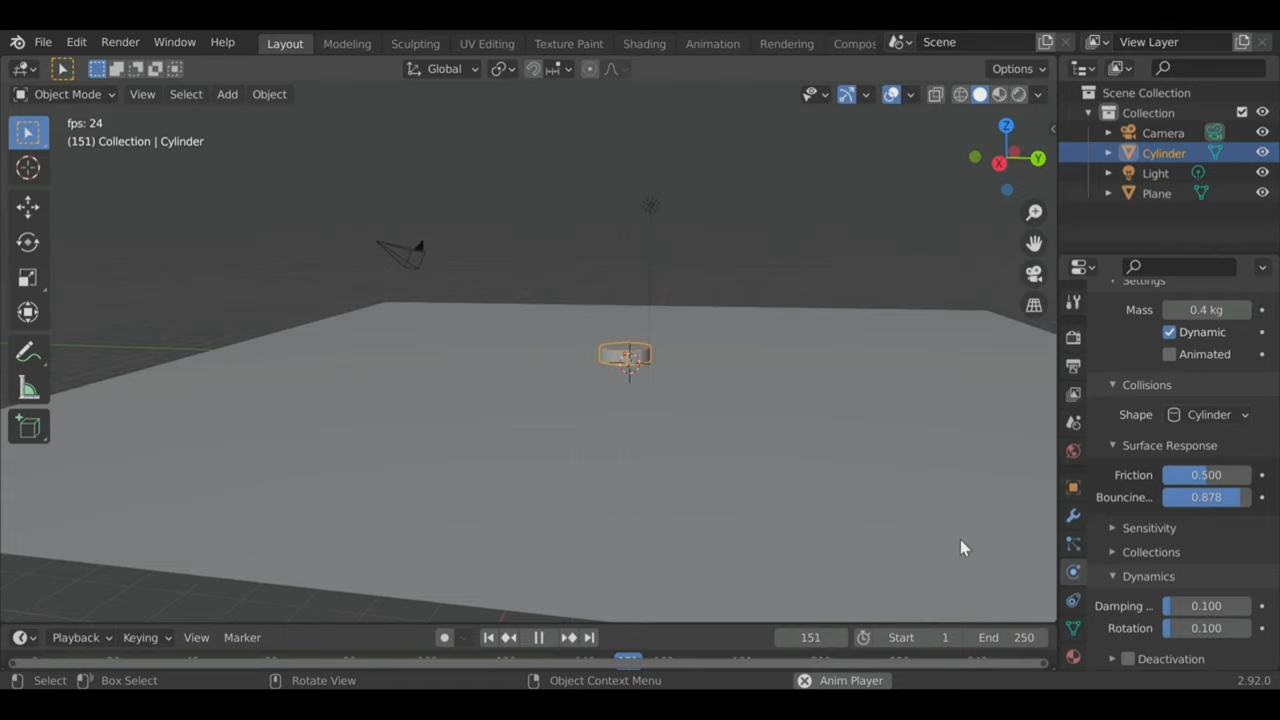 File Edit Render Window Help Layout Modeling Sculpting UV Editing Texture Paint Shading Animation Rendering Compos Scene View Layer
Global Options
Object Mode View Select Add Object
Scene Collection
Collection
Camera
Cylinder
Light
Plane
fps: 24
(151) Collection | Cylinder
Z
Y
X
Settings
Mass 0.4 kg
Dynamic
Animated
Collisions
Shape Cylinder
Surface Response
Friction 0.500
Bouncine... 0.878
Sensitivity
Collections
Dynamics
Damping ... 0.100
Rotation 0.100
Deactivation
Playback Keying View Marker 151 Start 1 End 250
Select Box Select Rotate View Object Context Menu Anim Player 2.92.0